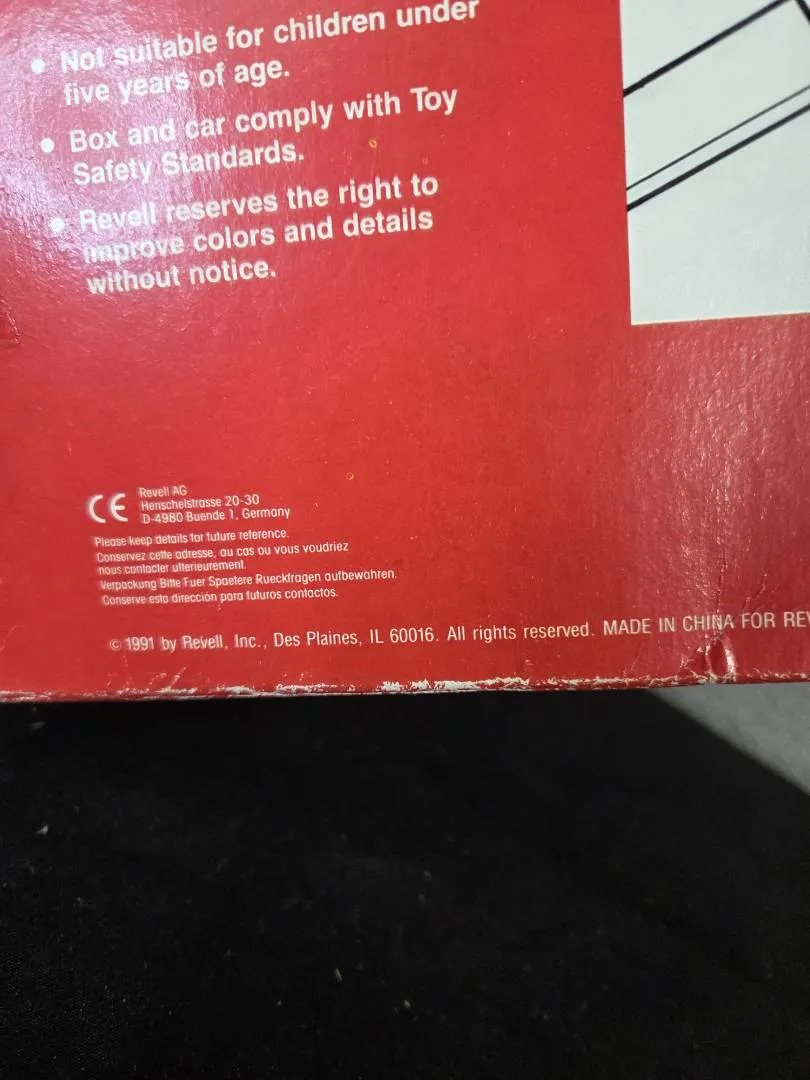 • Not suitable for children under
five years of age.
• Box and car comply with Toy
Safety Standards.
• Revell reserves the right to
improve colors and details
without notice.
CE
Revell AG
Henschelstrasse 20-30
D-4980 Buende 1, Germany
Please keep details for future reference.
Conservez cette adresse, au cas ou vous voudriez
nous contacter ulterieurement.
Verpackung Bitte Fuer Spaetere Rueckfragen aufbewahren.
Conserve esta dirección para futuros contactos.
© 1991 by Revell, Inc., Des Plaines, IL 60016. All rights reserved. MADE IN CHINA FOR REV